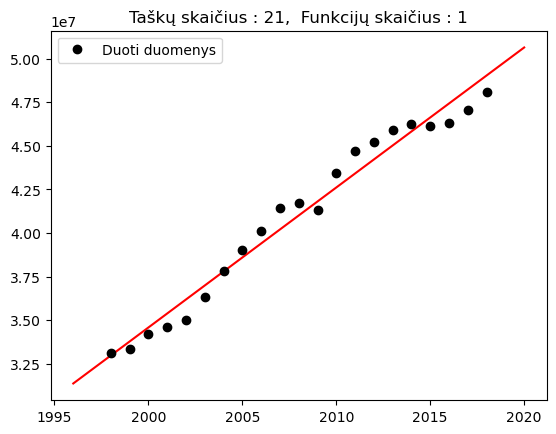 Taškų skaičius : 21,  Funkcijų skaičius : 1
1e7
Duoti duomenys
5.00
4.75
4.50
4.25
4.00
3.75
3.50
3.25
1995 2000 2005 2010 2015 2020